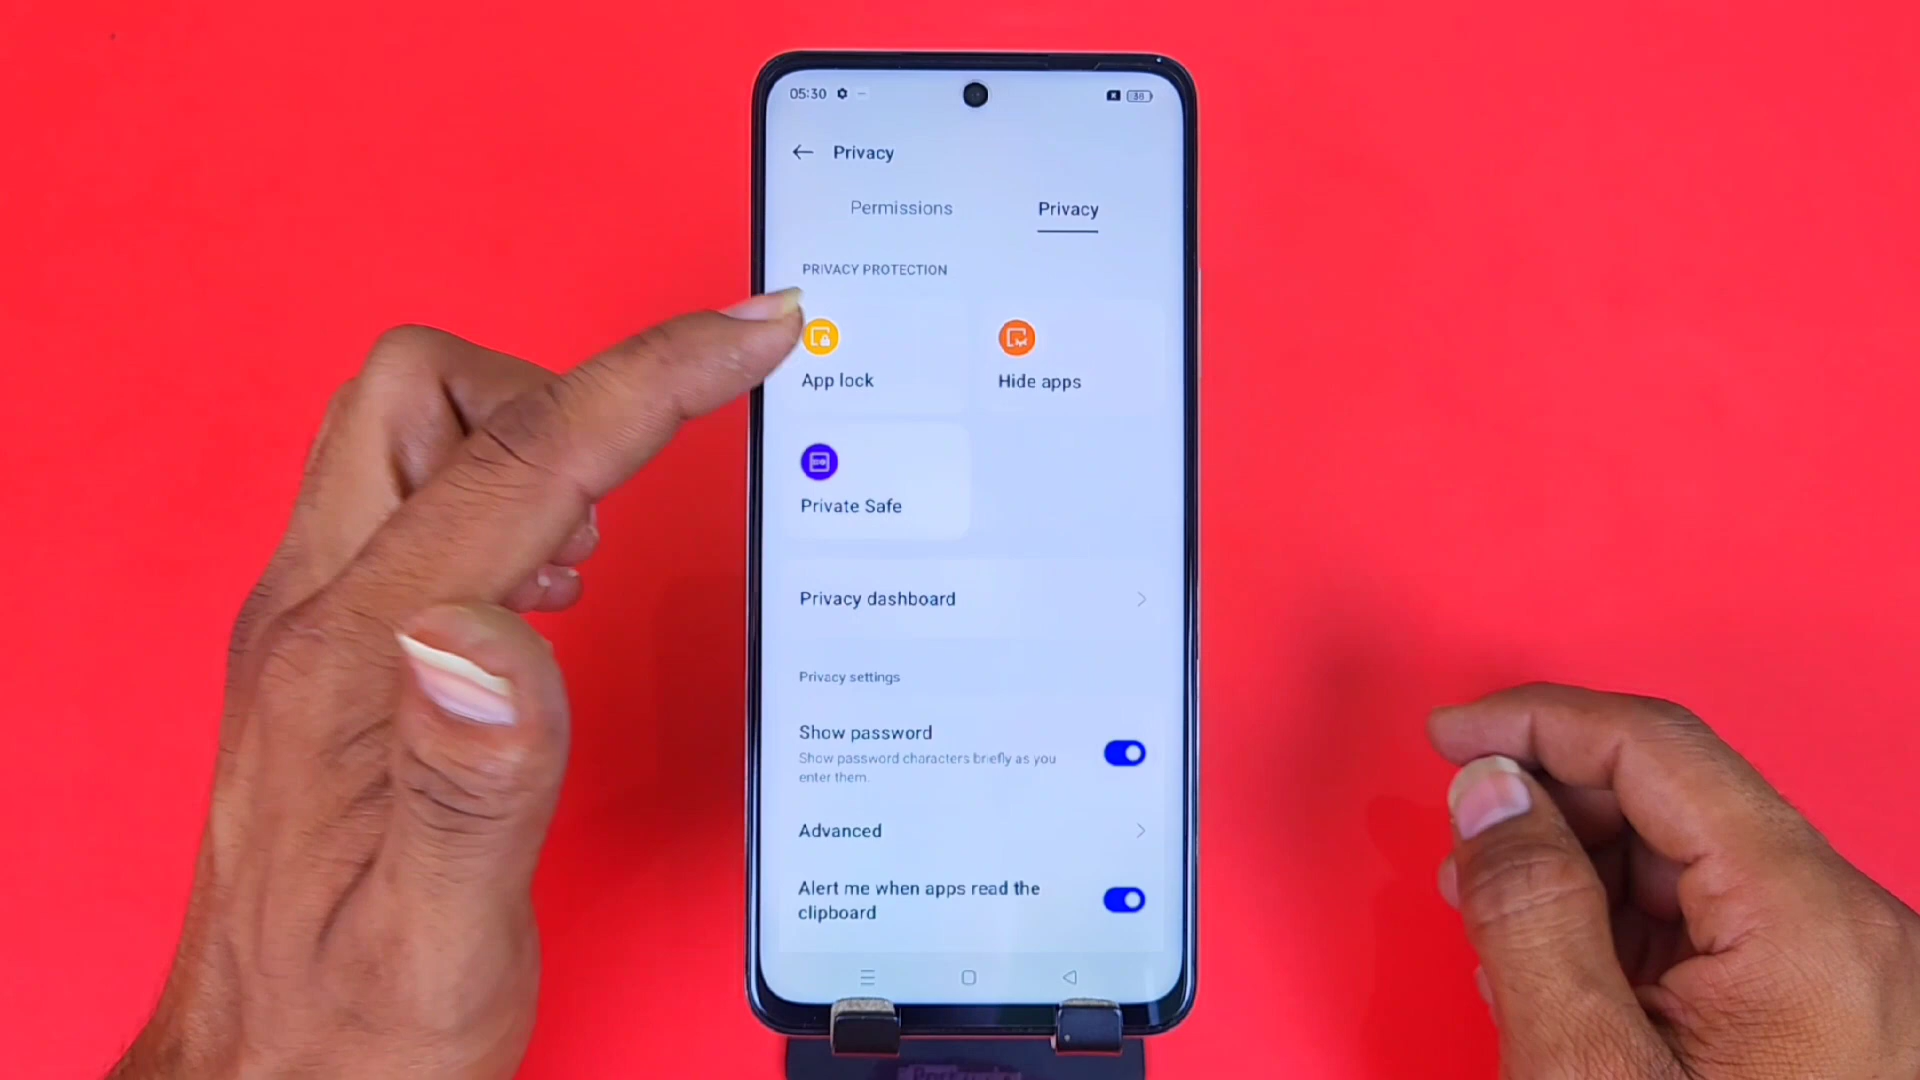 05:30
38
Privacy
Permissions
Privacy
PRIVACY PROTECTION
App lock
Hide apps
Private Safe
Privacy dashboard
Privacy settings
Show password
Show password characters briefly as you
enter them.
Advanced
Alert me when apps read the
clipboard